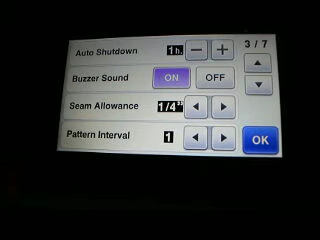 Auto Shutdown 1h. − + 3 / 7
Buzzer Sound ON OFF
Seam Allowance 1/4" ◀ ▶
Pattern Interval 1 ◀ ▶ OK